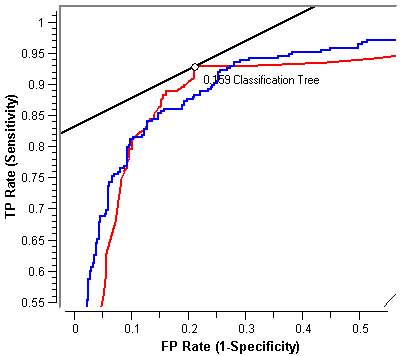 1
0.95
0.9
0.85
0.8
0.75
0.7
0.65
0.6
0.55
TP Rate (Sensitivity)
0.159 Classification Tree
0 0.1 0.2 0.3 0.4 0.5
FP Rate (1-Specificity)